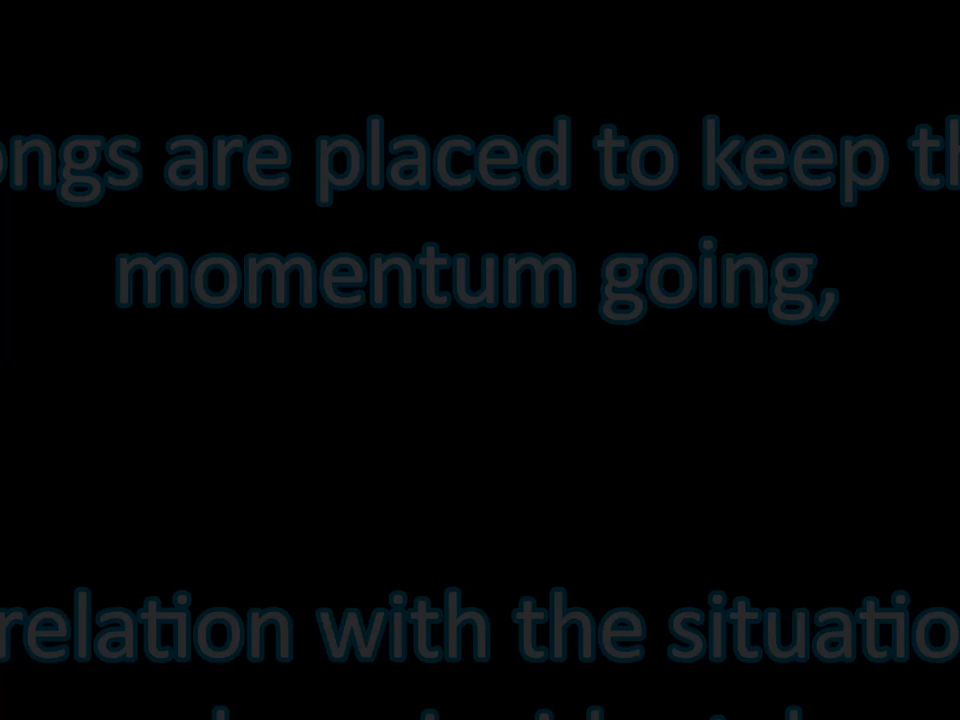 ongs are placed to keep th
momentum going,
relation with the situatio